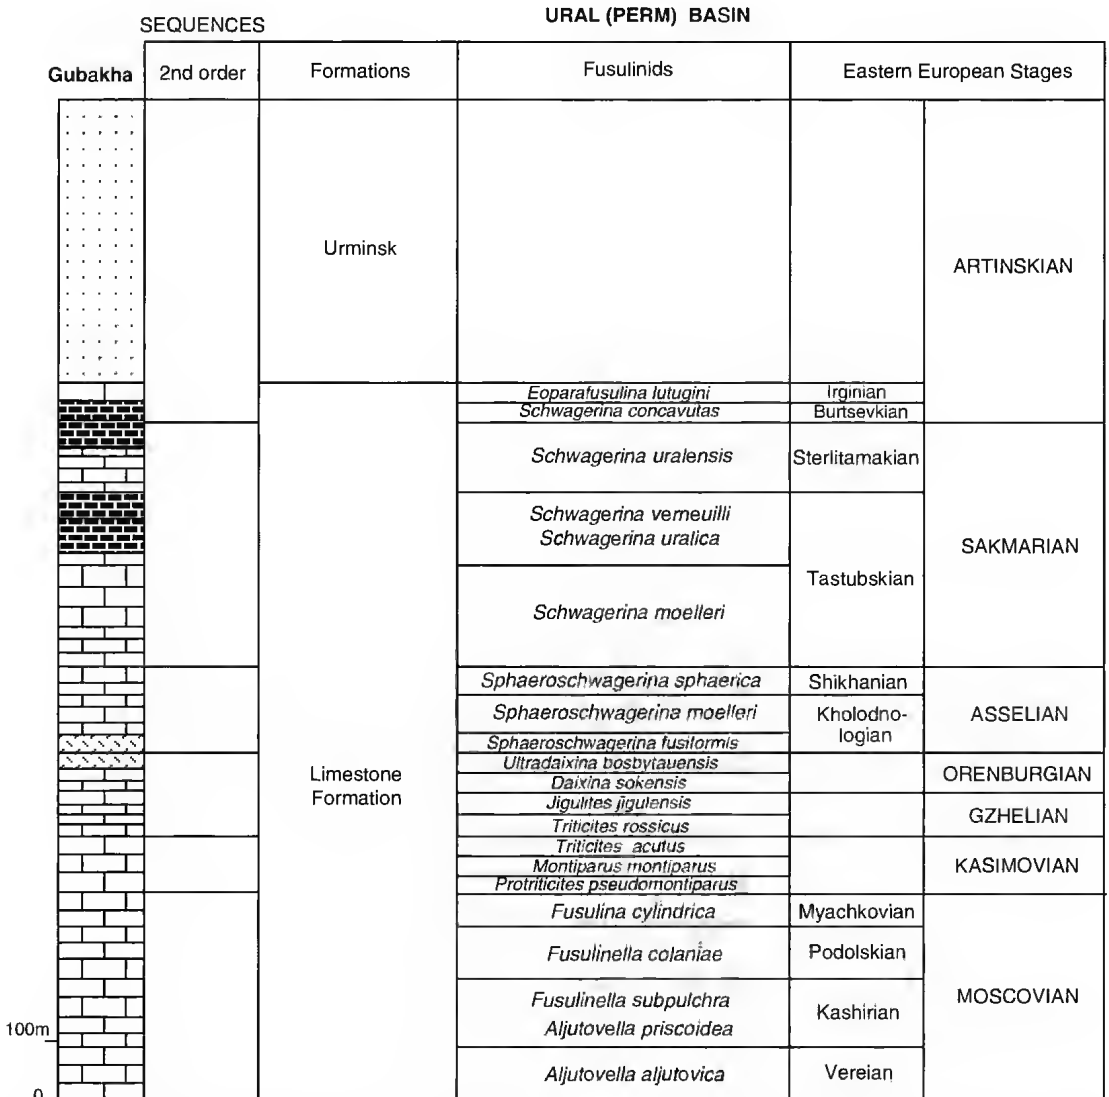 URAL (PERM) BASIN
SEQUENCES
Gubakha
2nd order
Formations
Fusulinids
Eastern European Stages
Urminsk
ARTINSKIAN
Eoparafusulina lutugini
Irginian
Schwagerina concavutas
Burtsevkian
Schwagerina uralensis
Sterlitamakian
Schwagerina verneuilli
Schwagerina uralica
SAKMARIAN
Tastubskian
Schwagerina moelleri
Sphaeroschwagerina sphaerica
Shikhanian
Sphaeroschwagerina moelleri
Kholodno-
logian
ASSELIAN
Sphaeroschwagerina fusiformis
Ultradaixina bosbytauensis
Limestone
Formation
ORENBURGIAN
Daixina sokensis
Jigulites jigulensis
GZHELIAN
Triticites rossicus
Triticites acutus
Montiparus montiparus
KASIMOVIAN
Protriticites pseudomontiparus
Fusulina cylindrica
Myachkovian
Fusulinella colaniae
Podolskian
MOSCOVIAN
Fusulinella subpulchra
Aljutovella priscoidea
Kashirian
100m
Aljutovella aljutovica
Vereian
0